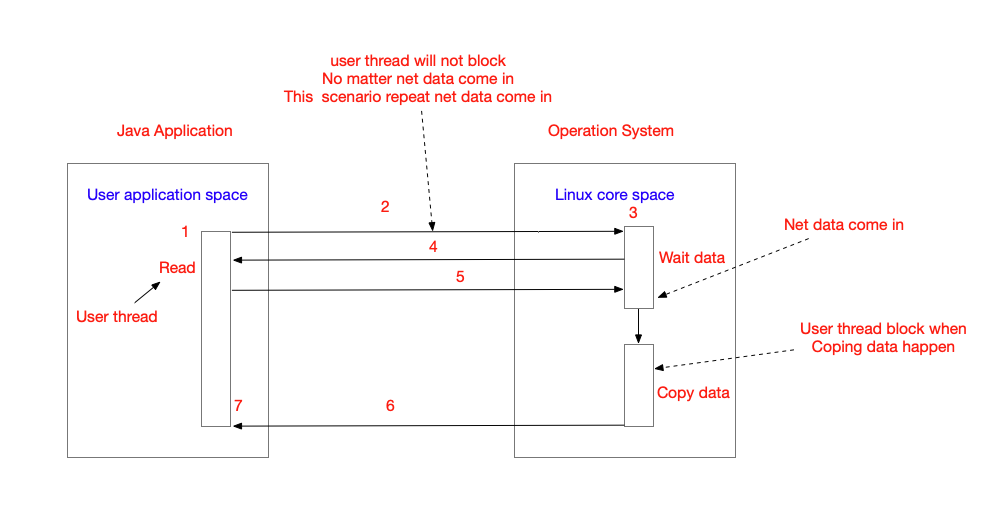 user thread will not block
No matter net data come in
This scenario repeat net data come in
Java Application
Operation System
User application space
Linux core space
2
3
1
Net data come in
4
Wait data
Read
5
User thread
User thread block when
Coping data happen
Copy data
7
6